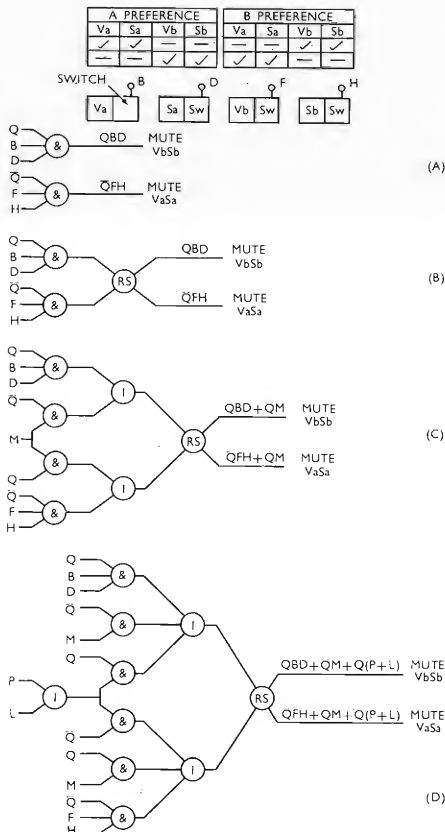 A PREFERENCE B PREFERENCE
Va Sa Vb Sb Va Sa Vb Sb
✓ ✓ — — — — ✓ ✓
— — ✓ ✓ ✓ ✓ — —
SWITCH B D F H
Va Sa Sw Vb Sw Sb Sw
Q
B & QBD MUTE
D VbSb
(A)
Q̄
F & Q̄FH MUTE
H VaSa
Q
B & QBD MUTE
D VbSb
RS (B)
Q̄
F & Q̄FH MUTE
H VaSa
Q
B &
D
Q̄ I
& QBD+Q̄M MUTE
M VbSb
RS (C)
& Q̄FH+QM MUTE
Q VaSa
Q̄ I
F &
H
Q
B &
D
Q̄
& I
M
Q
& QBD+Q̄M+Q(P+L) MUTE
P VbSb
I RS
L Q̄FH+QM+Q̄(P+L) MUTE
& VaSa
Q̄
Q
& I
M
(D)
Q̄
F &
H